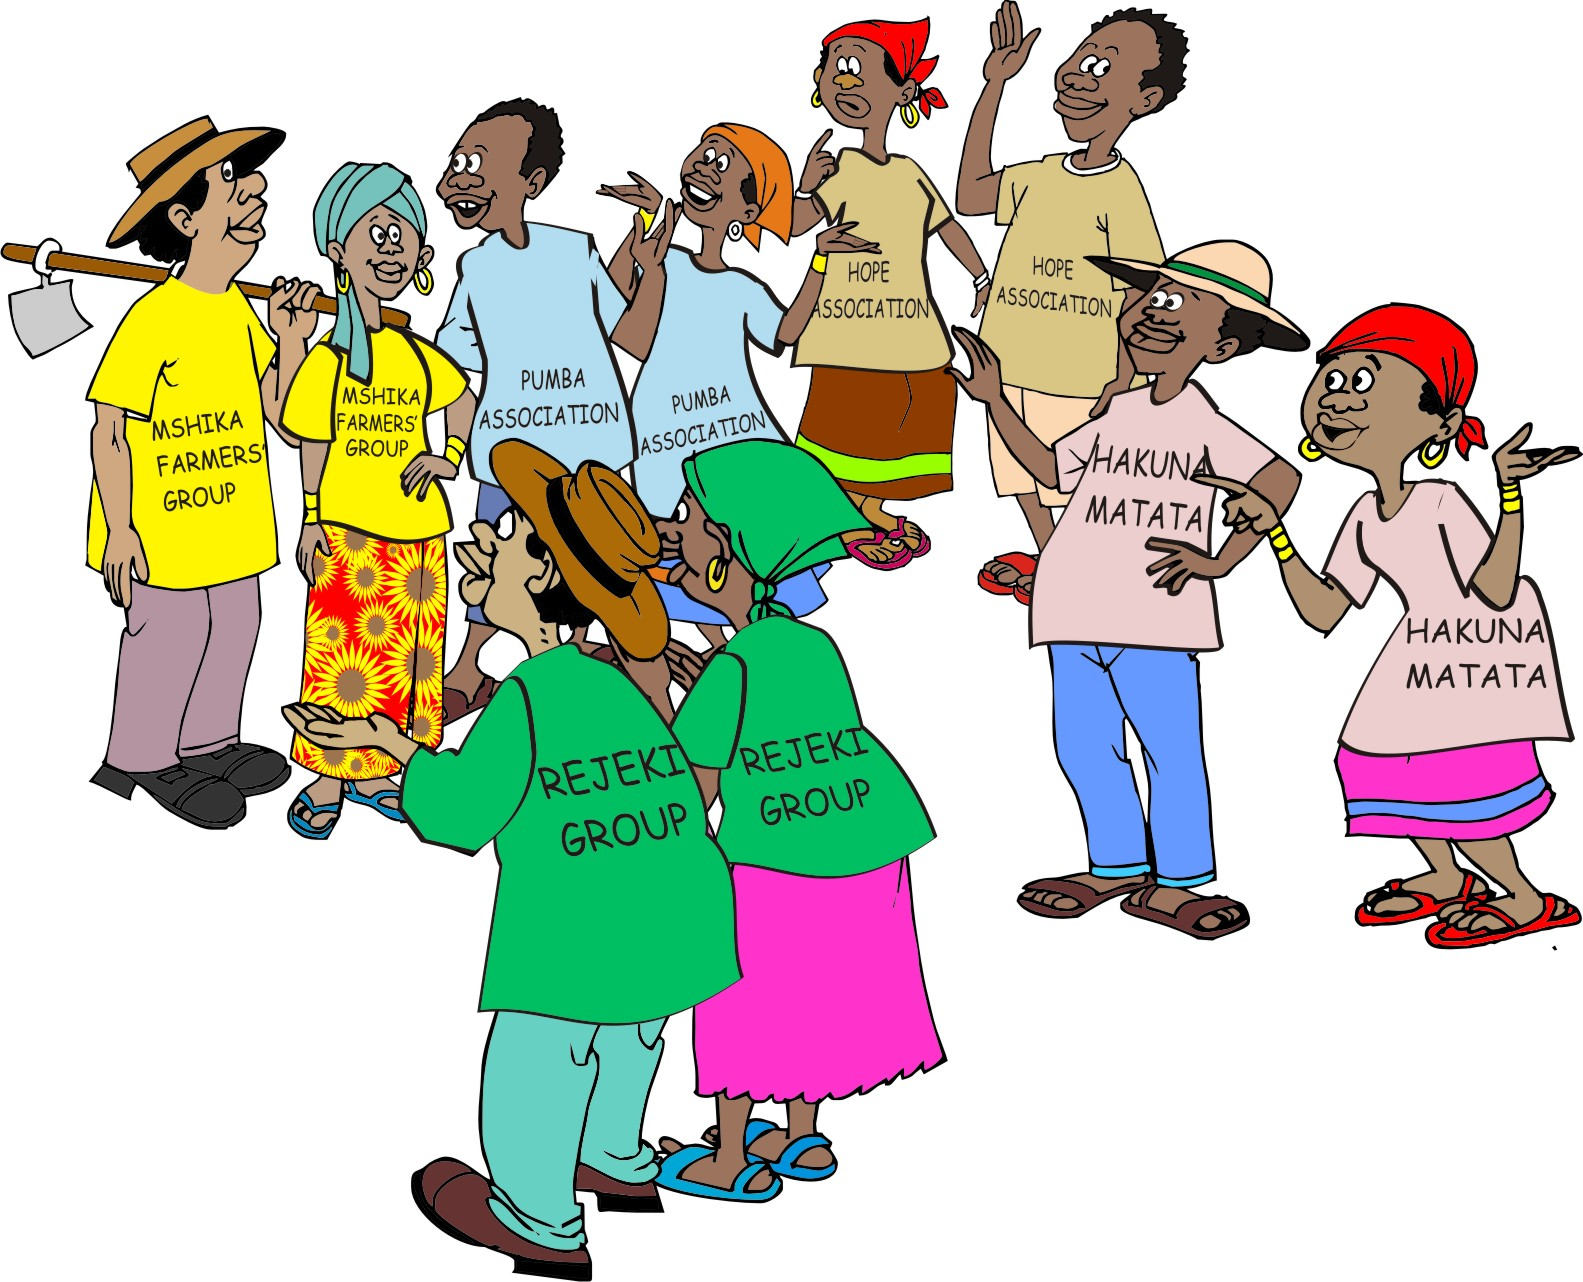 MSHIKA
FARMERS'
GROUP
MSHIKA
FARMERS'
GROUP
PUMBA
ASSOCIATION
PUMBA
ASSOCIATION
HOPE
ASSOCIATION
HOPE
ASSOCIATION
HAKUNA
MATATA
HAKUNA
MATATA
REJEKI
GROUP
REJEKI
GROUP